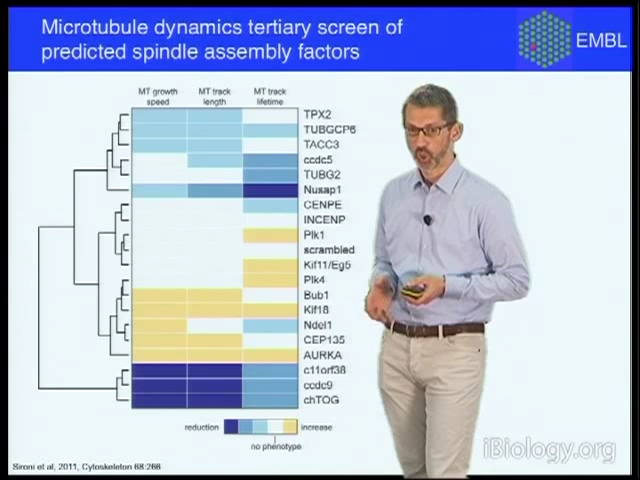 Microtubule dynamics tertiary screen of
predicted spindle assembly factors
EMBL
MT growth speed
MT track length
MT track lifetime
TPX2
TUBGCP6
TACC3
ccdc5
TUBG2
Nusap1
CENPE
INCENP
Plk1
scrambled
Kif11/Eg5
Plk4
Bub1
Kif18
Ndel1
CEP135
AURKA
c11orf38
ccdc9
chTOG
reduction
increase
no phenotype
Sironi et al, 2011, Cytoskeleton 68:266
iBiology.org